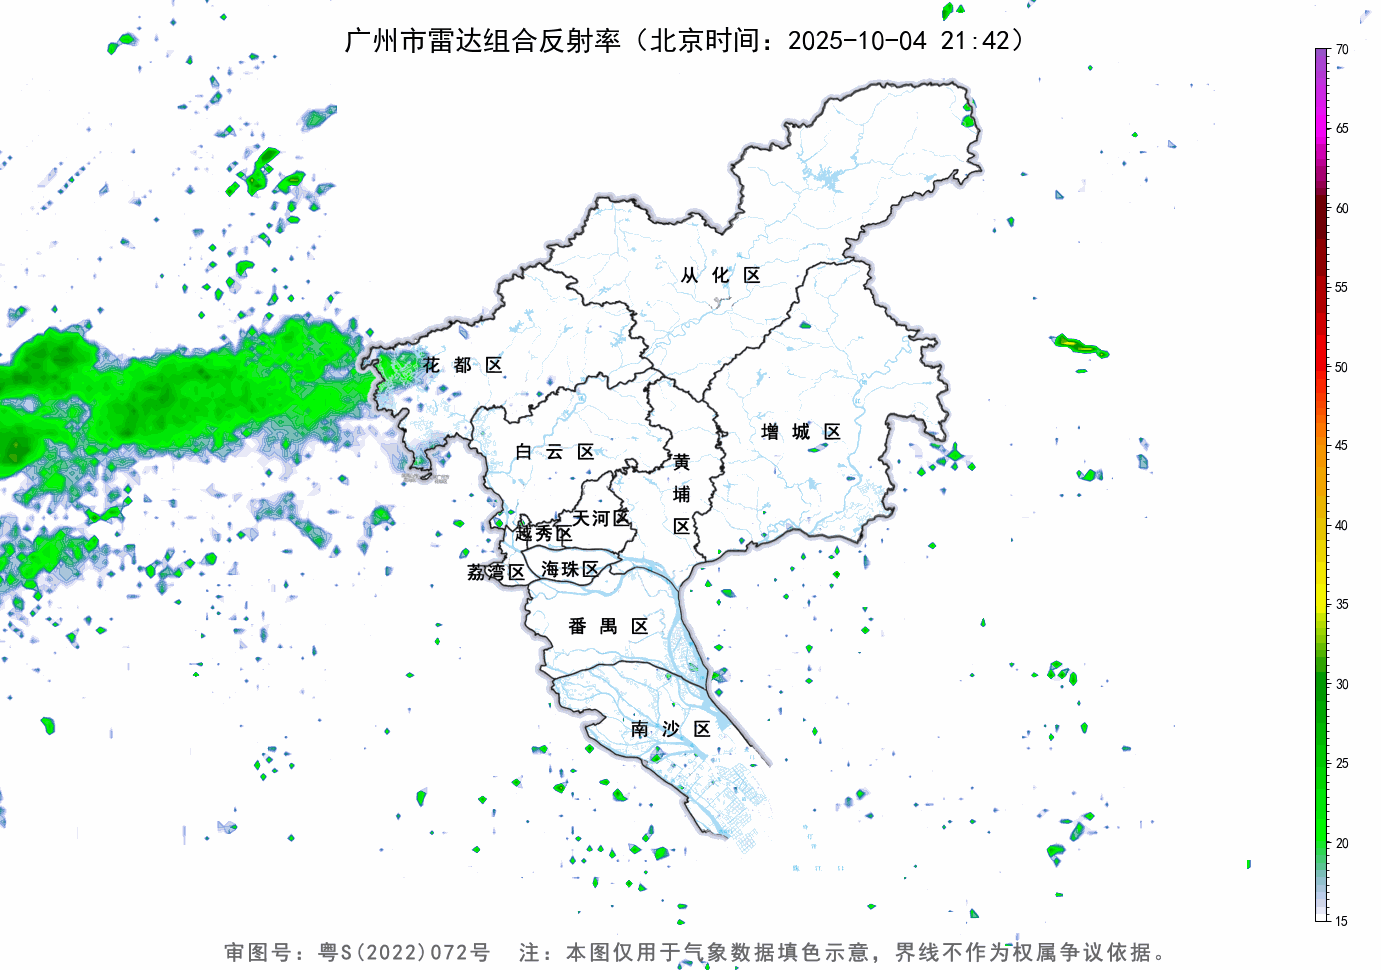 广州市雷达组合反射率（北京时间：2025-10-04 21:42）
70
65
60
55
50
45
40
35
30
25
20
15
从化区
花都区
增城区
白云区
黄埔区
天河区
越秀区
海珠区
荔湾区
番禺区
南沙区
审图号：粤S(2022)072号 注：本图仅用于气象数据填色示意，界线不作为权属争议依据。